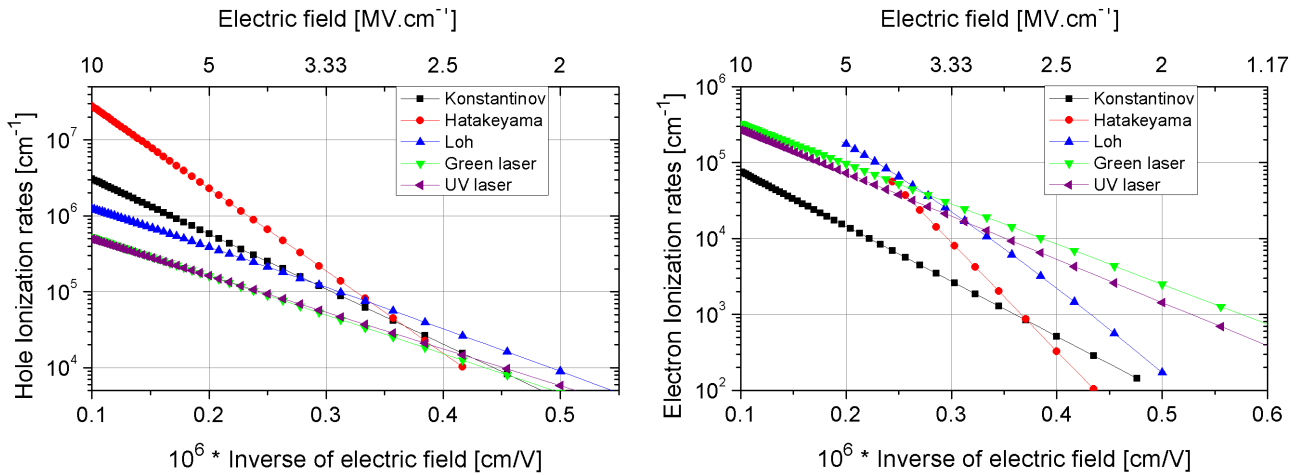 Electric field [MV.cm⁻¹]
10 5 3.33 2.5 2
Hole Ionization rates [cm⁻¹]
10⁷
10⁶
10⁵
10⁴
Konstantinov
Hatakeyama
Loh
Green laser
UV laser
0.1 0.2 0.3 0.4 0.5
10⁶ * Inverse of electric field [cm/V]
Electric field [MV.cm⁻¹]
10 5 3.33 2.5 2 1.17
Electron Ionization rates [cm⁻¹]
10⁶
10⁵
10⁴
10³
10²
Konstantinov
Hatakeyama
Loh
Green laser
UV laser
0.1 0.2 0.3 0.4 0.5 0.6
10⁶ * Inverse of electric field [cm/V]